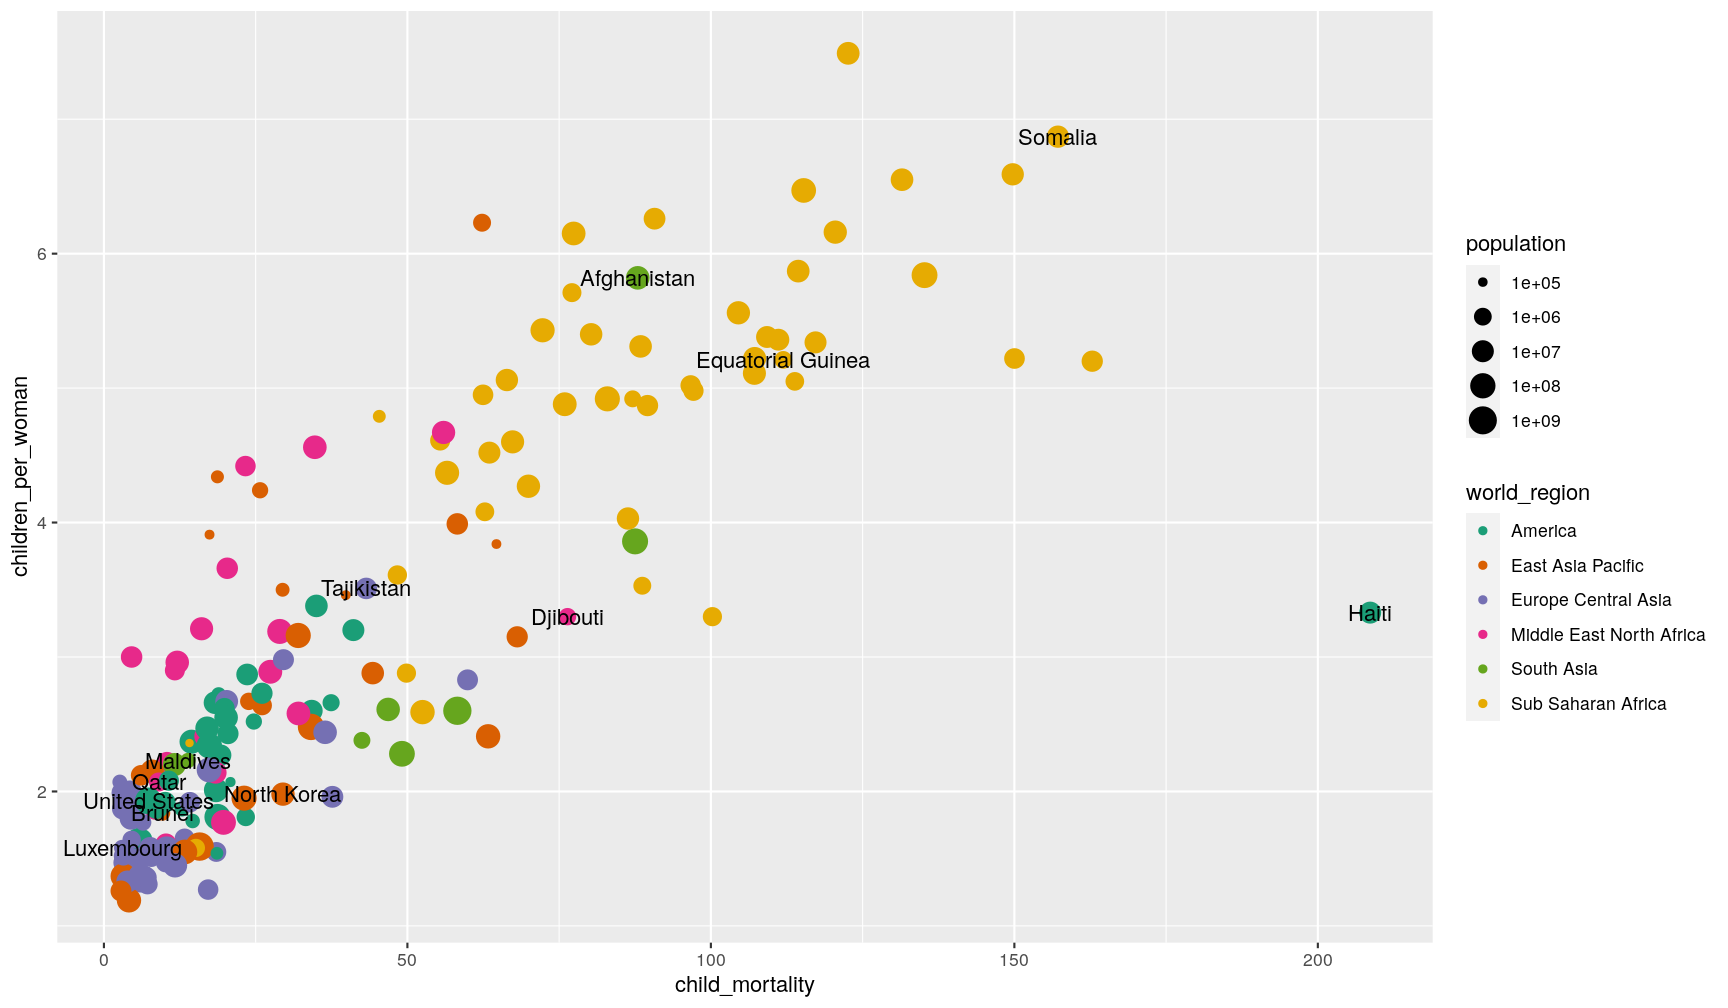 children_per_woman
6
4
2
Somalia
Afghanistan
Equatorial Guinea
Tajikistan
Djibouti
Haiti
Maldives
Qatar
North Korea
United States
Brunei
Luxembourg
0
50
100
150
200
child_mortality
population
1e+05
1e+06
1e+07
1e+08
1e+09
world_region
America
East Asia Pacific
Europe Central Asia
Middle East North Africa
South Asia
Sub Saharan Africa